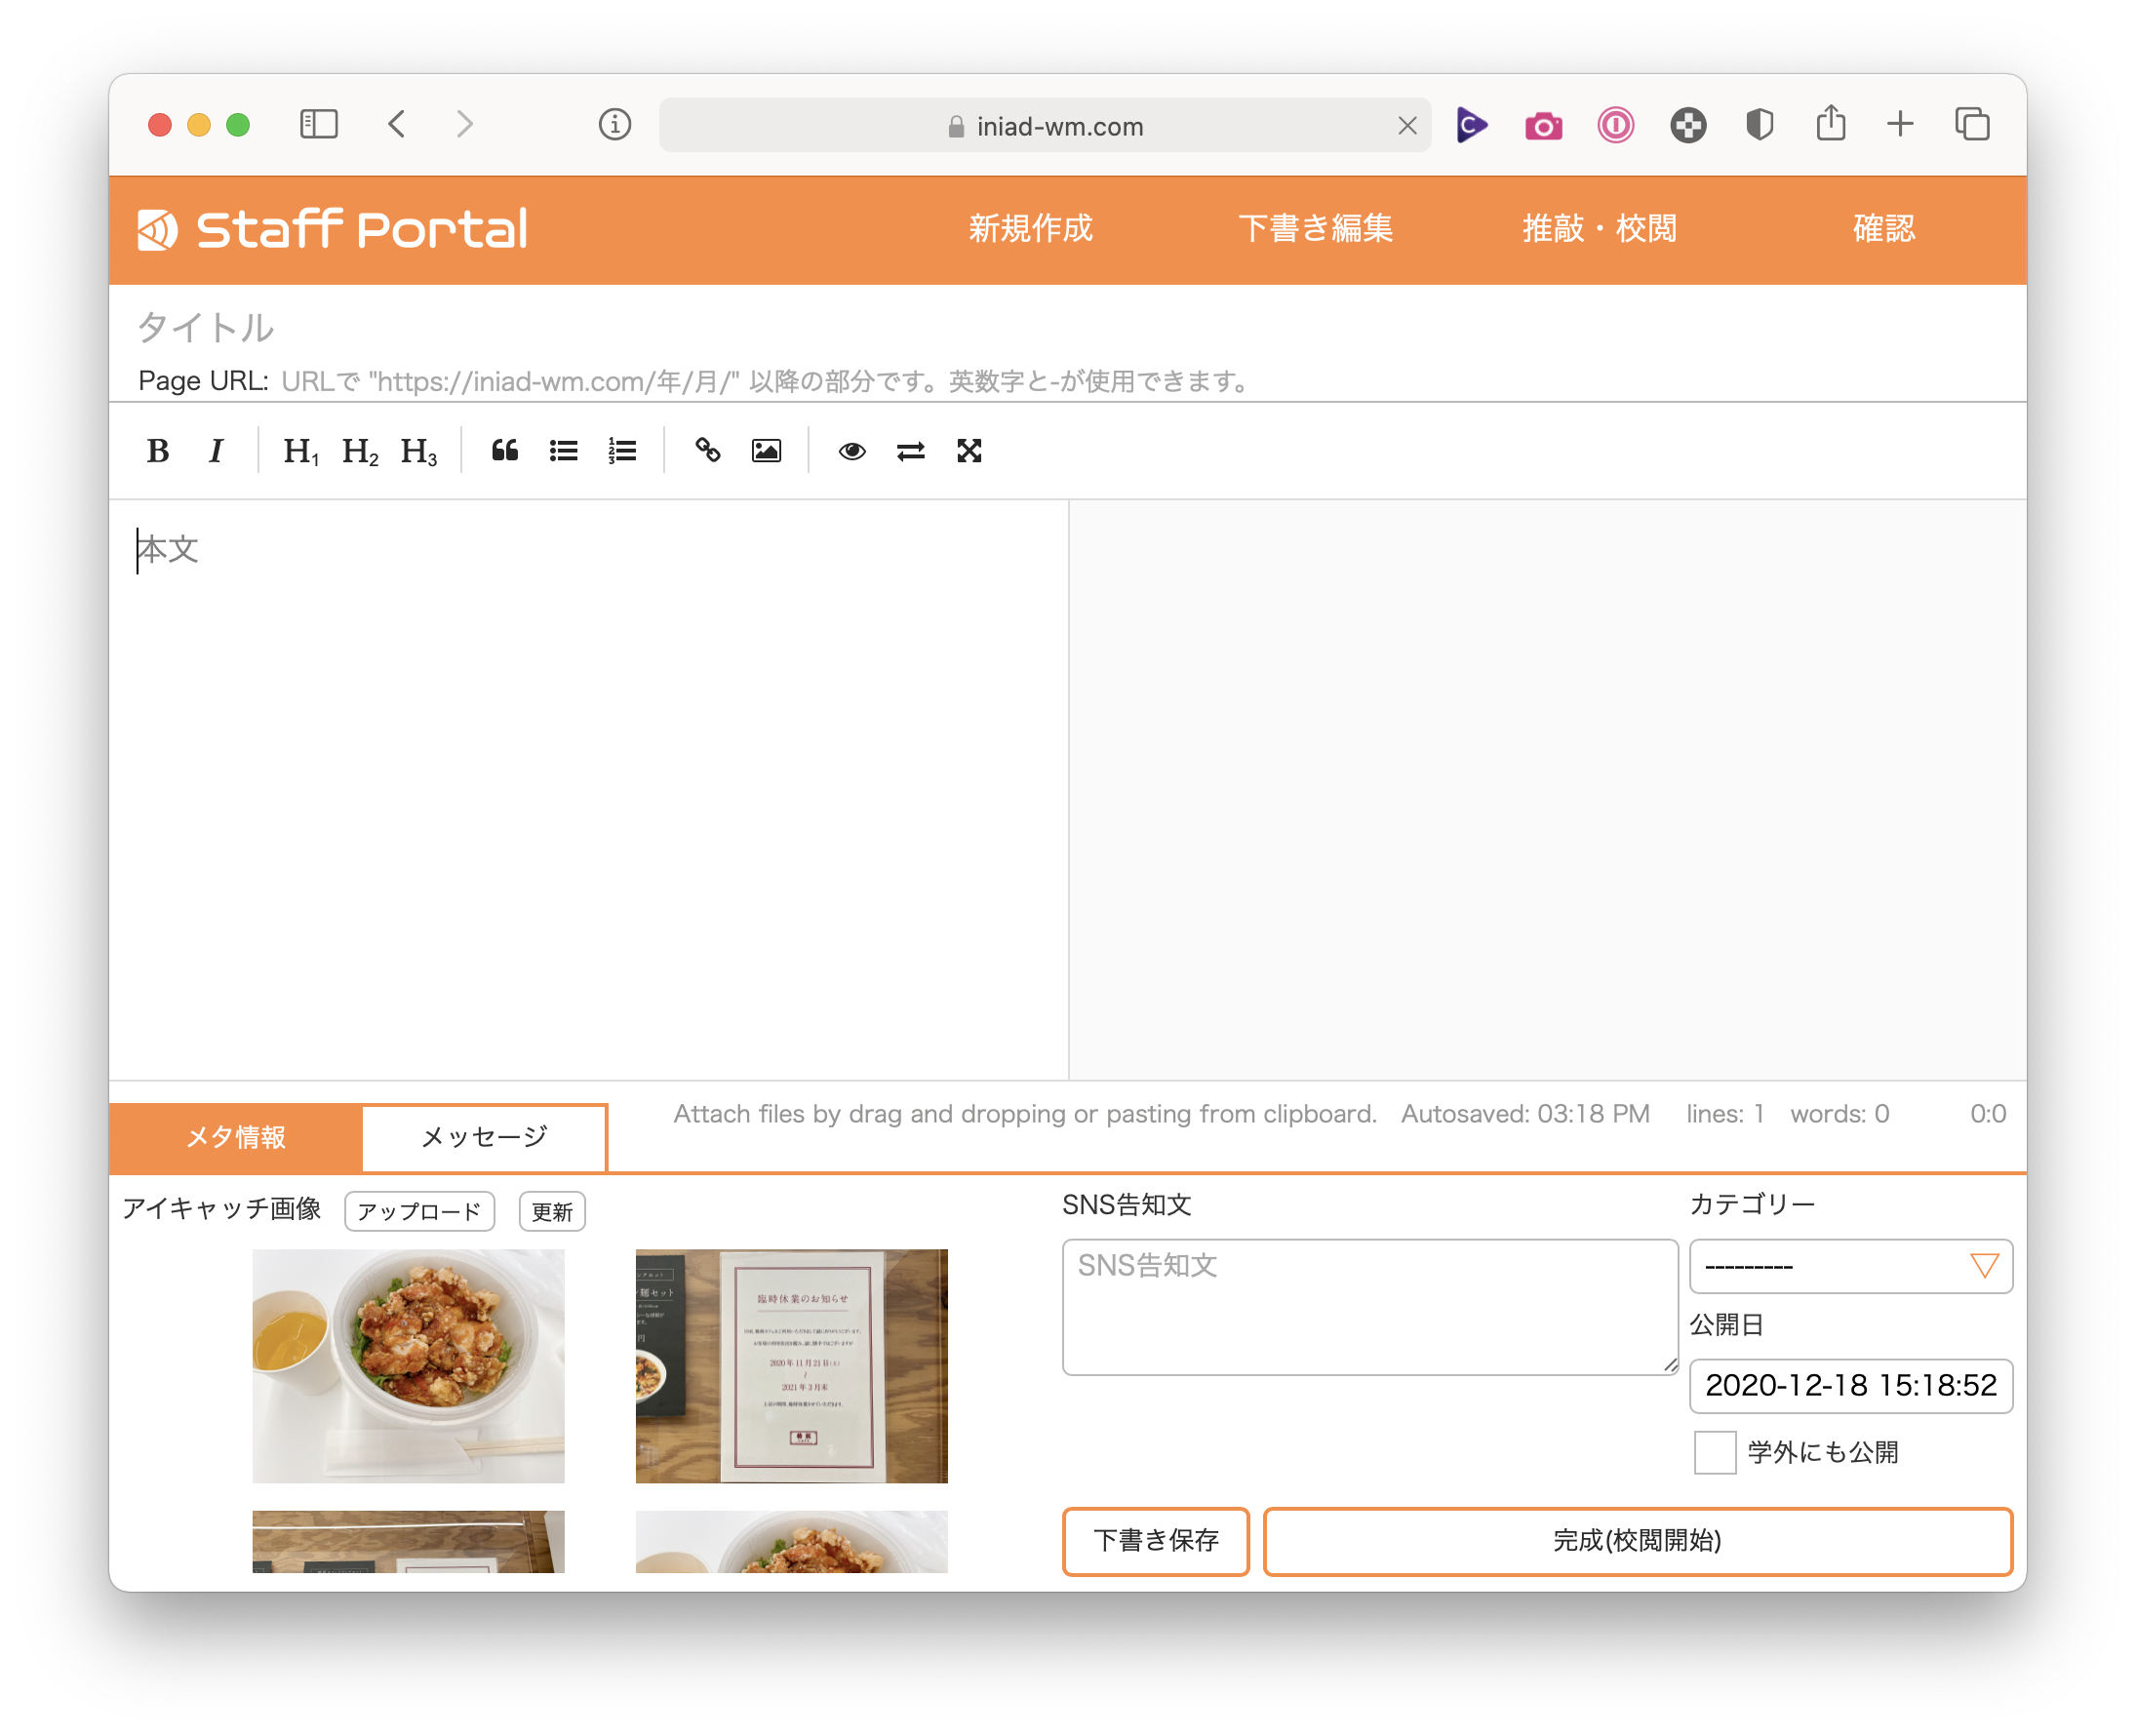 iniad-wm.com
Staff Portal
新規作成
下書き編集
推敲・校閲
確認
タイトル
Page URL: URLで "https://iniad-wm.com/年/月/" 以降の部分です。英数字と-が使用できます。
B I H1 H2 H3
本文
メタ情報
メッセージ
Attach files by drag and dropping or pasting from clipboard. Autosaved: 03:18 PM lines: 1 words: 0 0:0
アイキャッチ画像
アップロード
更新
臨時休業のお知らせ
2020年11月21日
2021年3月末
SNS告知文
SNS告知文
カテゴリー
---------
公開日
2020-12-18 15:18:52
学外にも公開
下書き保存
完成(校閲開始)